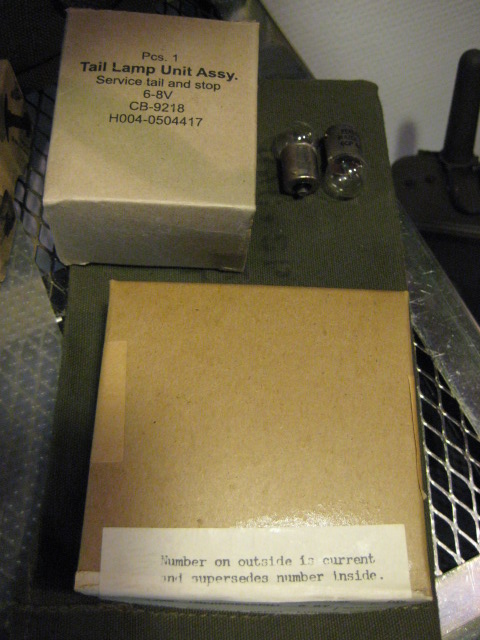 Pcs. 1
Tail Lamp Unit Assy.
Service tail and stop
6-8V
CB-9218
H004-0504417
Number on outside is current
and supersedes number inside.